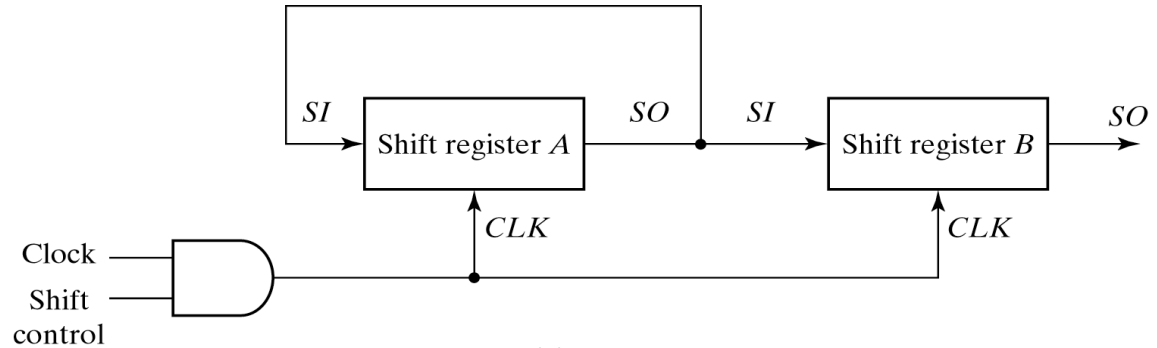 SI
Shift register A
SO
SI
Shift register B
SO
CLK
CLK
Clock
Shift
control